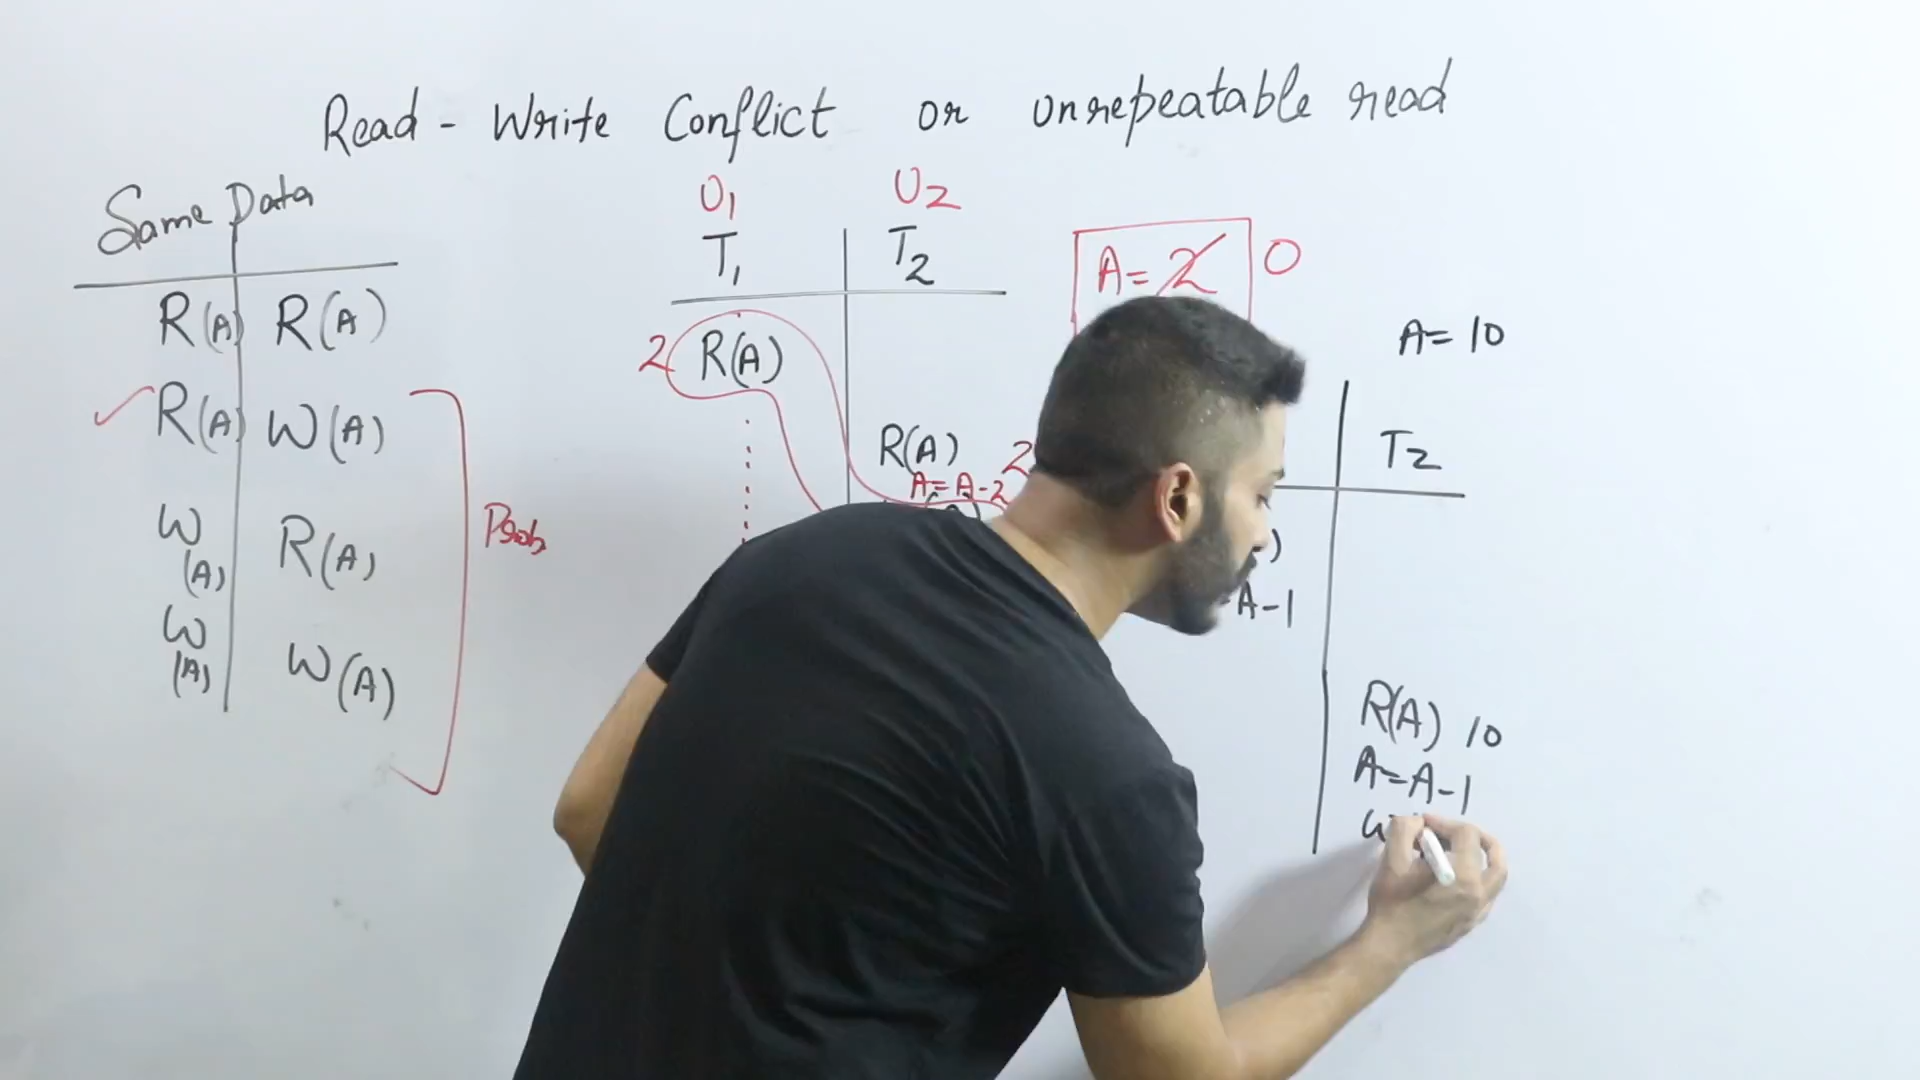 Read - Write Conflict or unrepeatable read
Same Data
R(A) R(A)
R(A) W(A)
W(A) R(A)
W(A) W(A)
Prob
U1 U2
T1 T2
2 R(A)
R(A) 2
A=A-2
A=2 0
A=10
T2
)
A-1
R(A) 10
A=A-1